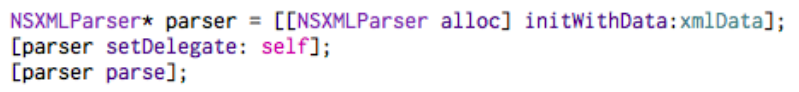 NSXMLParser* parser = [[NSXMLParser alloc] initWithData:xmlData];
[parser setDelegate: self];
[parser parse];